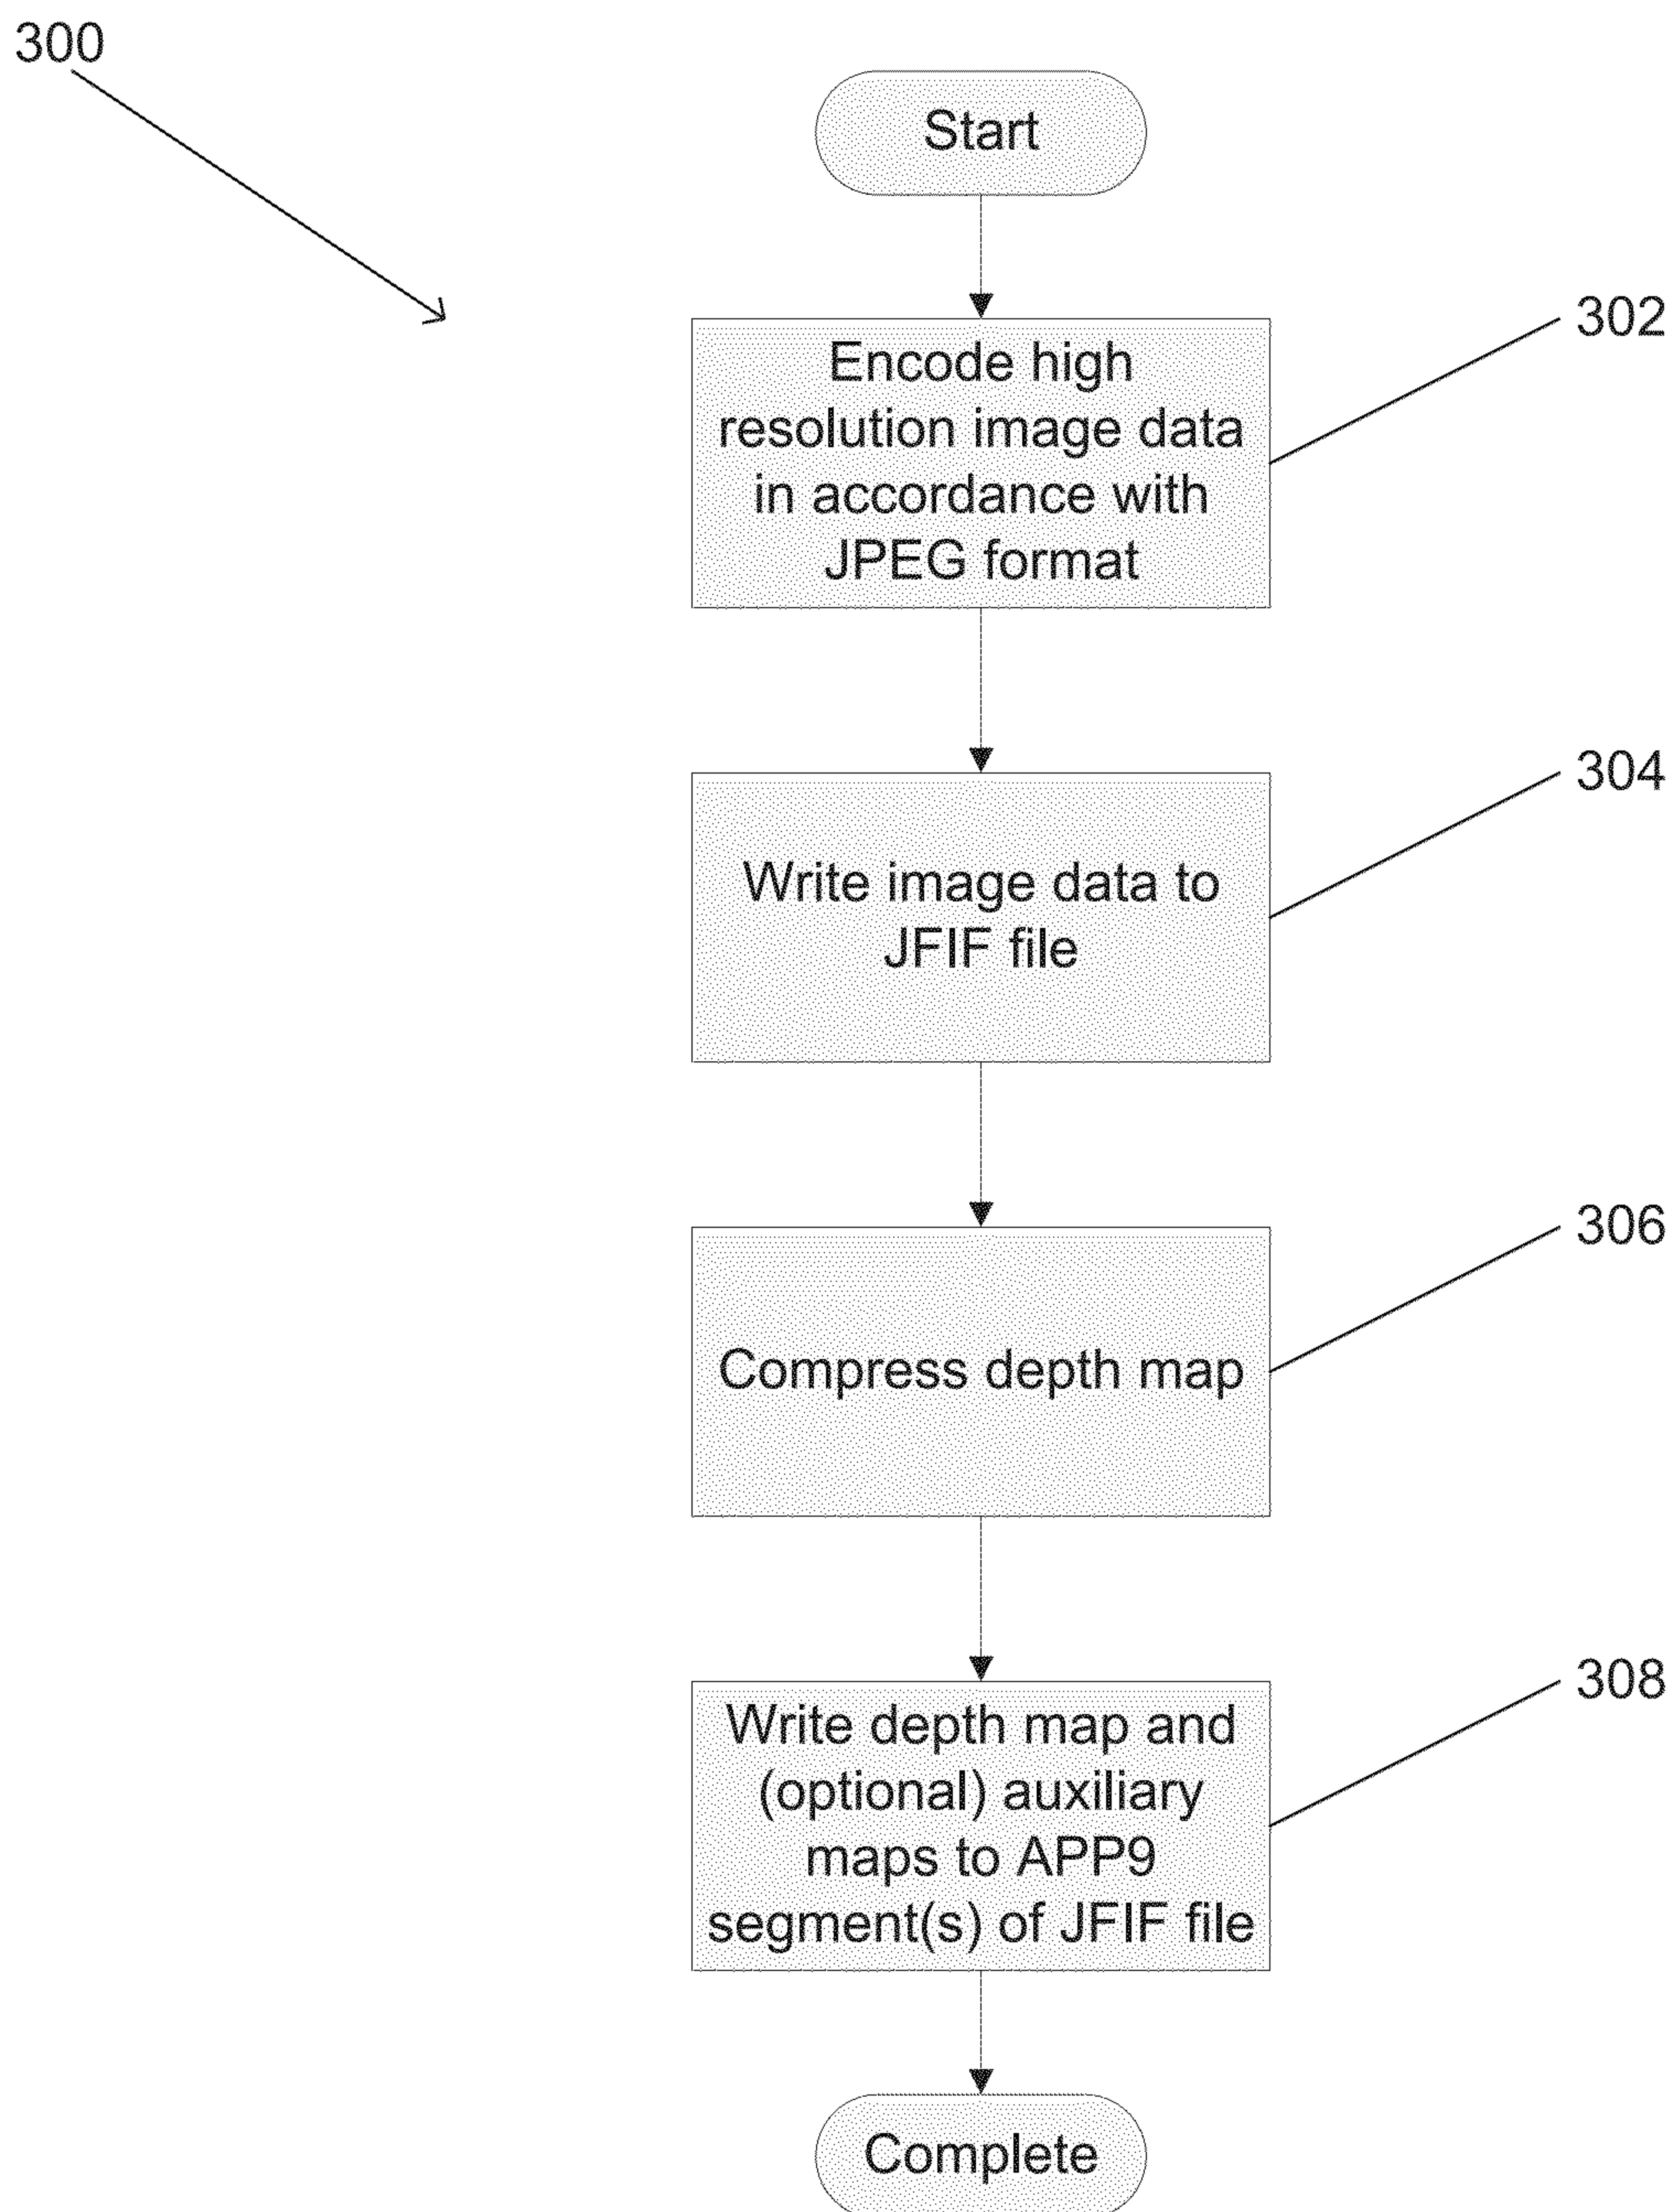 300
Start
Encode high
302
resolution image data
in accordance with
JPEG format
304
Write image data to
JFIF file
306
Compress depth map
308
Write depth map and
(optional) auxiliary
maps to APP9
segment(s) of JFIF file
Complete